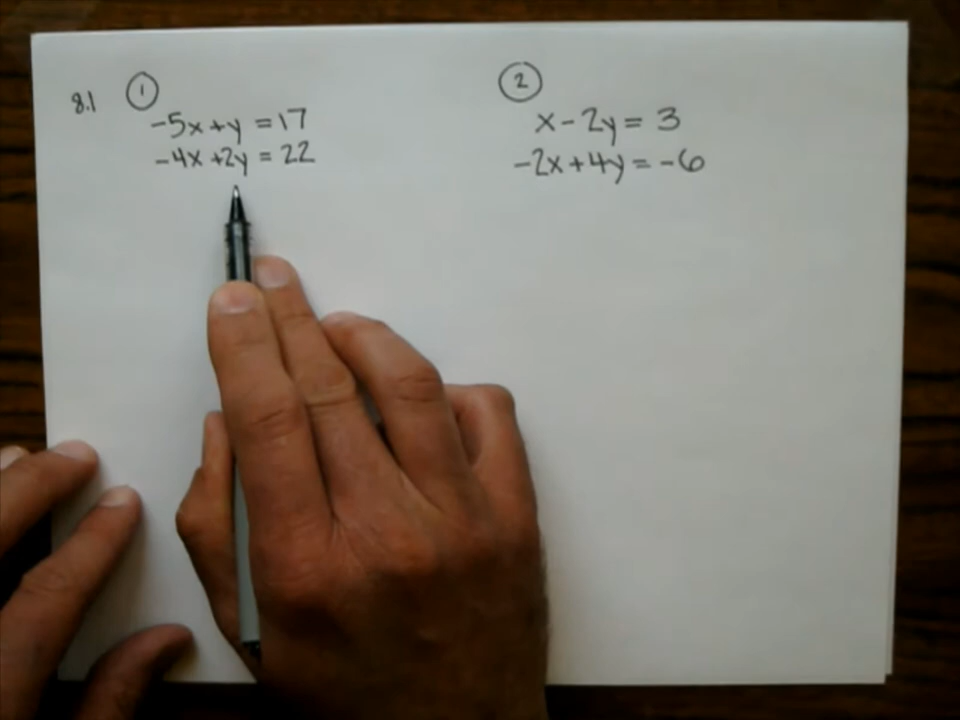 8.1 ①
-5x+y = 17
-4x +2y = 22
②
x - 2y = 3
-2x + 4y = -6